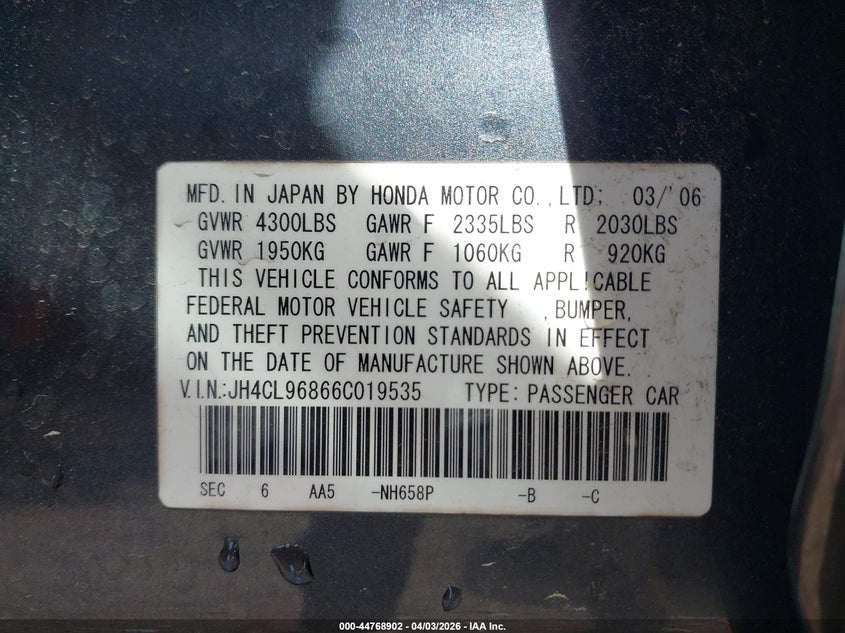 MFD. IN JAPAN BY HONDA MOTOR CO., LTD; 03/'06
GVWR 4300LBS GAWR F 2335LBS R 2030LBS
GVWR 1950KG GAWR F 1060KG R 920KG
THIS VEHICLE CONFORMS TO ALL APPLICABLE
FEDERAL MOTOR VEHICLE SAFETY , BUMPER,
AND THEFT PREVENTION STANDARDS IN EFFECT
ON THE DATE OF MANUFACTURE SHOWN ABOVE.
V.I.N.:JH4CL96866C019535 TYPE: PASSENGER CAR
SEC 6 AA5 -NH658P -B -C
000-44768902 - 04/03/2026 - IAA Inc.